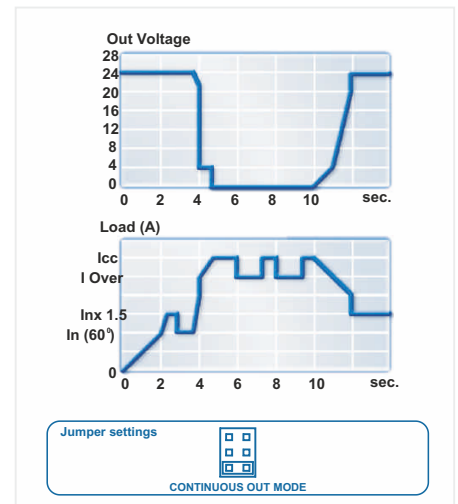 Out Voltage
28
24
20
16
12
8
4
0
0 2 4 6 8 10 sec.
Load (A)
Icc
I Over
Inx 1.5
In (60°)
0
0 2 4 6 8 10 sec.
Jumper settings
CONTINUOUS OUT MODE